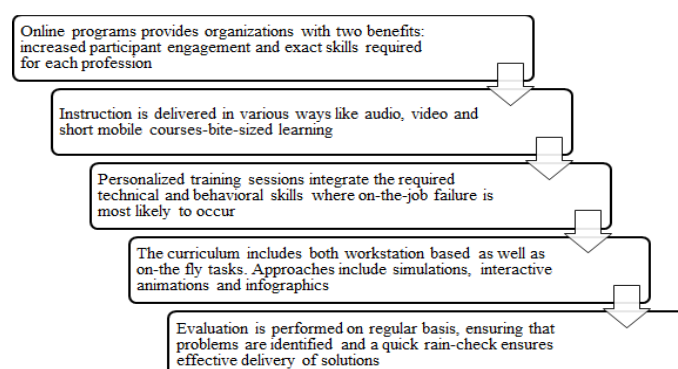 Online programs provides organizations with two benefits:
increased participant engagement and exact skills required
for each profession
Instruction is delivered in various ways like audio, video and
short mobile courses-bite-sized learning
Personalized training sessions integrate the required
technical and behavioral skills where on-the-job failure is
most likely to occur
The curriculum includes both workstation based as well as
on-the fly tasks. Approaches include simulations, interactive
animations and infographics
Evaluation is performed on regular basis, ensuring that
problems are identified and a quick rain-check ensures
effective delivery of solutions